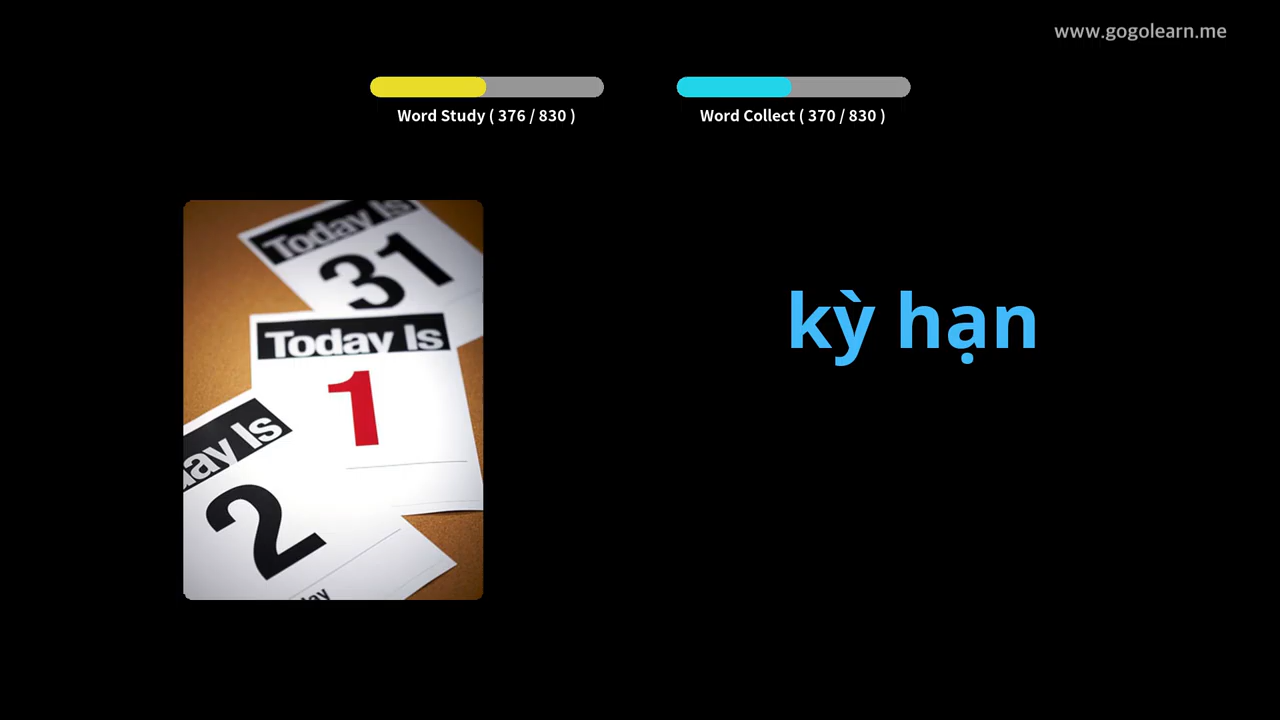 www.gogolearn.me
Word Study ( 376 / 830 )
Word Collect ( 370 / 830 )
Today Is
31
Today Is
1
kỳ hạn
ay Is
2